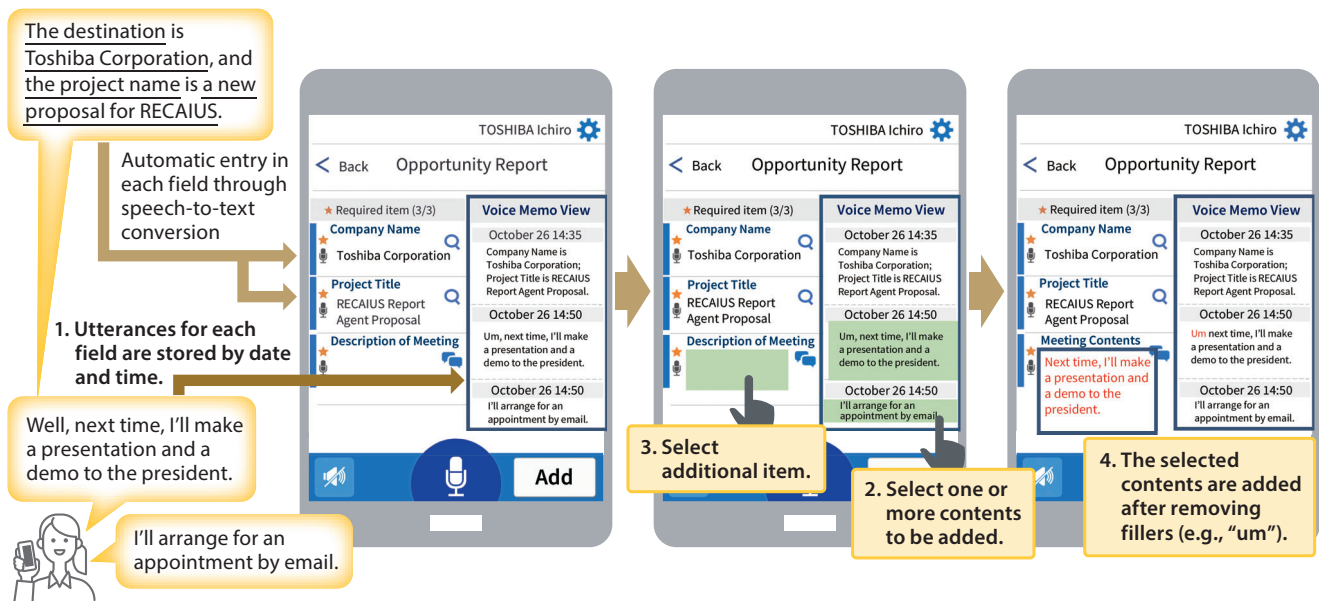 The destination is
Toshiba Corporation, and
the project name is a new
proposal for RECAIUS.
Automatic entry in
each field through
speech-to-text
conversion
1. Utterances for each
field are stored by date
and time.
Well, next time, I'll make
a presentation and a
demo to the president.
I'll arrange for an
appointment by email.
TOSHIBA Ichiro
< Back Opportunity Report
★ Required item (3/3)
Company Name
Toshiba Corporation
Project Title
RECAIUS Report
Agent Proposal
Description of Meeting
Voice Memo View
October 26 14:35
Company Name is
Toshiba Corporation;
Project Title is RECAIUS
Report Agent Proposal.
October 26 14:50
Um, next time, I'll make
a presentation and a
demo to the president.
October 26 14:50
I'll arrange for an
appointment by email.
Add
TOSHIBA Ichiro
< Back Opportunity Report
★ Required item (3/3)
Company Name
Toshiba Corporation
Project Title
RECAIUS Report
Agent Proposal
Description of Meeting
Voice Memo View
October 26 14:35
Company Name is
Toshiba Corporation;
Project Title is RECAIUS
Report Agent Proposal.
October 26 14:50
Um, next time, I'll make
a presentation and a
demo to the president.
October 26 14:50
I'll arrange for an
appointment by email.
3. Select
additional item.
2. Select one or
more contents
to be added.
TOSHIBA Ichiro
< Back Opportunity Report
★ Required item (3/3)
Company Name
Toshiba Corporation
Project Title
RECAIUS Report
Agent Proposal
Meeting Contents
Next time, I'll make
a presentation and
a demo to the
president.
Voice Memo View
October 26 14:35
Company Name is
Toshiba Corporation;
Project Title is RECAIUS
Report Agent Proposal.
October 26 14:50
Um next time, I'll make
a presentation and a
demo to the president.
October 26 14:50
I'll arrange for an
appointment by email.
4. The selected
contents are added
after removing
fillers (e.g., "um").